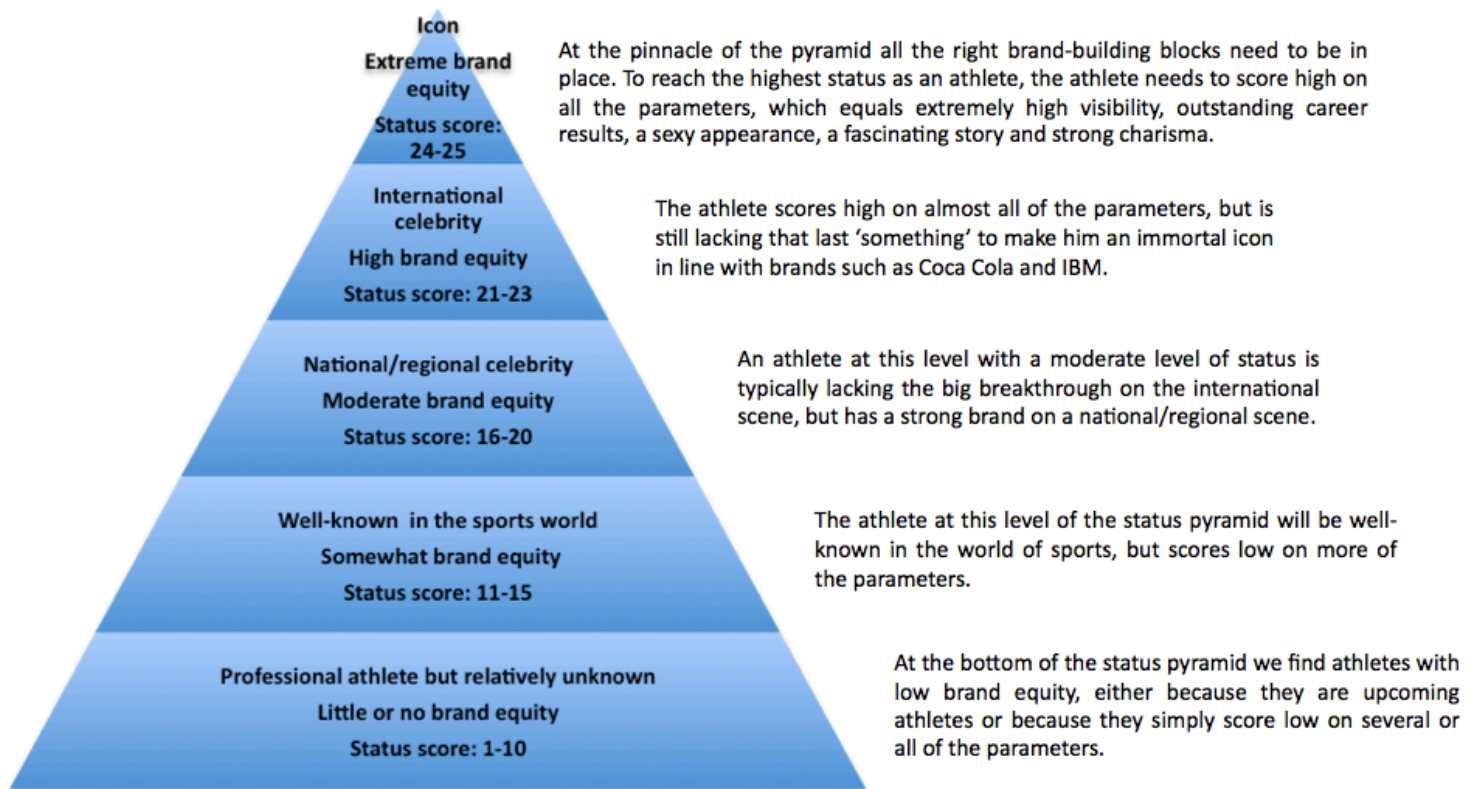 Icon
Extreme brand
equity
Status score:
24-25
At the pinnacle of the pyramid all the right brand-building blocks need to be in
place. To reach the highest status as an athlete, the athlete needs to score high on
all the parameters, which equals extremely high visibility, outstanding career
results, a sexy appearance, a fascinating story and strong charisma.
International
celebrity
High brand equity
Status score: 21-23
The athlete scores high on almost all of the parameters, but is
still lacking that last ‘something’ to make him an immortal icon
in line with brands such as Coca Cola and IBM.
National/regional celebrity
Moderate brand equity
Status score: 16-20
An athlete at this level with a moderate level of status is
typically lacking the big breakthrough on the international
scene, but has a strong brand on a national/regional scene.
Well-known in the sports world
Somewhat brand equity
Status score: 11-15
The athlete at this level of the status pyramid will be well-
known in the world of sports, but scores low on more of
the parameters.
Professional athlete but relatively unknown
Little or no brand equity
Status score: 1-10
At the bottom of the status pyramid we find athletes with
low brand equity, either because they are upcoming
athletes or because they simply score low on several or
all of the parameters.